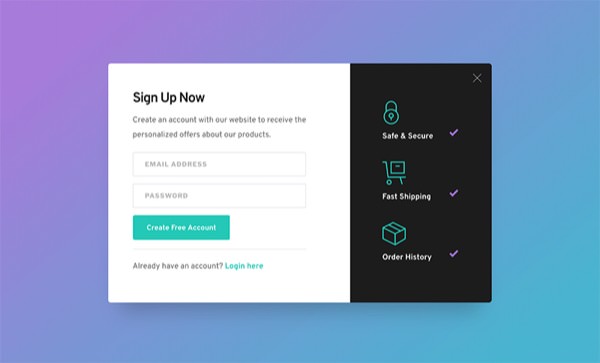 Sign Up Now
Create an account with our website to receive the
personalized offers about our products.
EMAIL ADDRESS
PASSWORD
Create Free Account
Already have an account? Login here
Safe & Secure
Fast Shipping
Order History